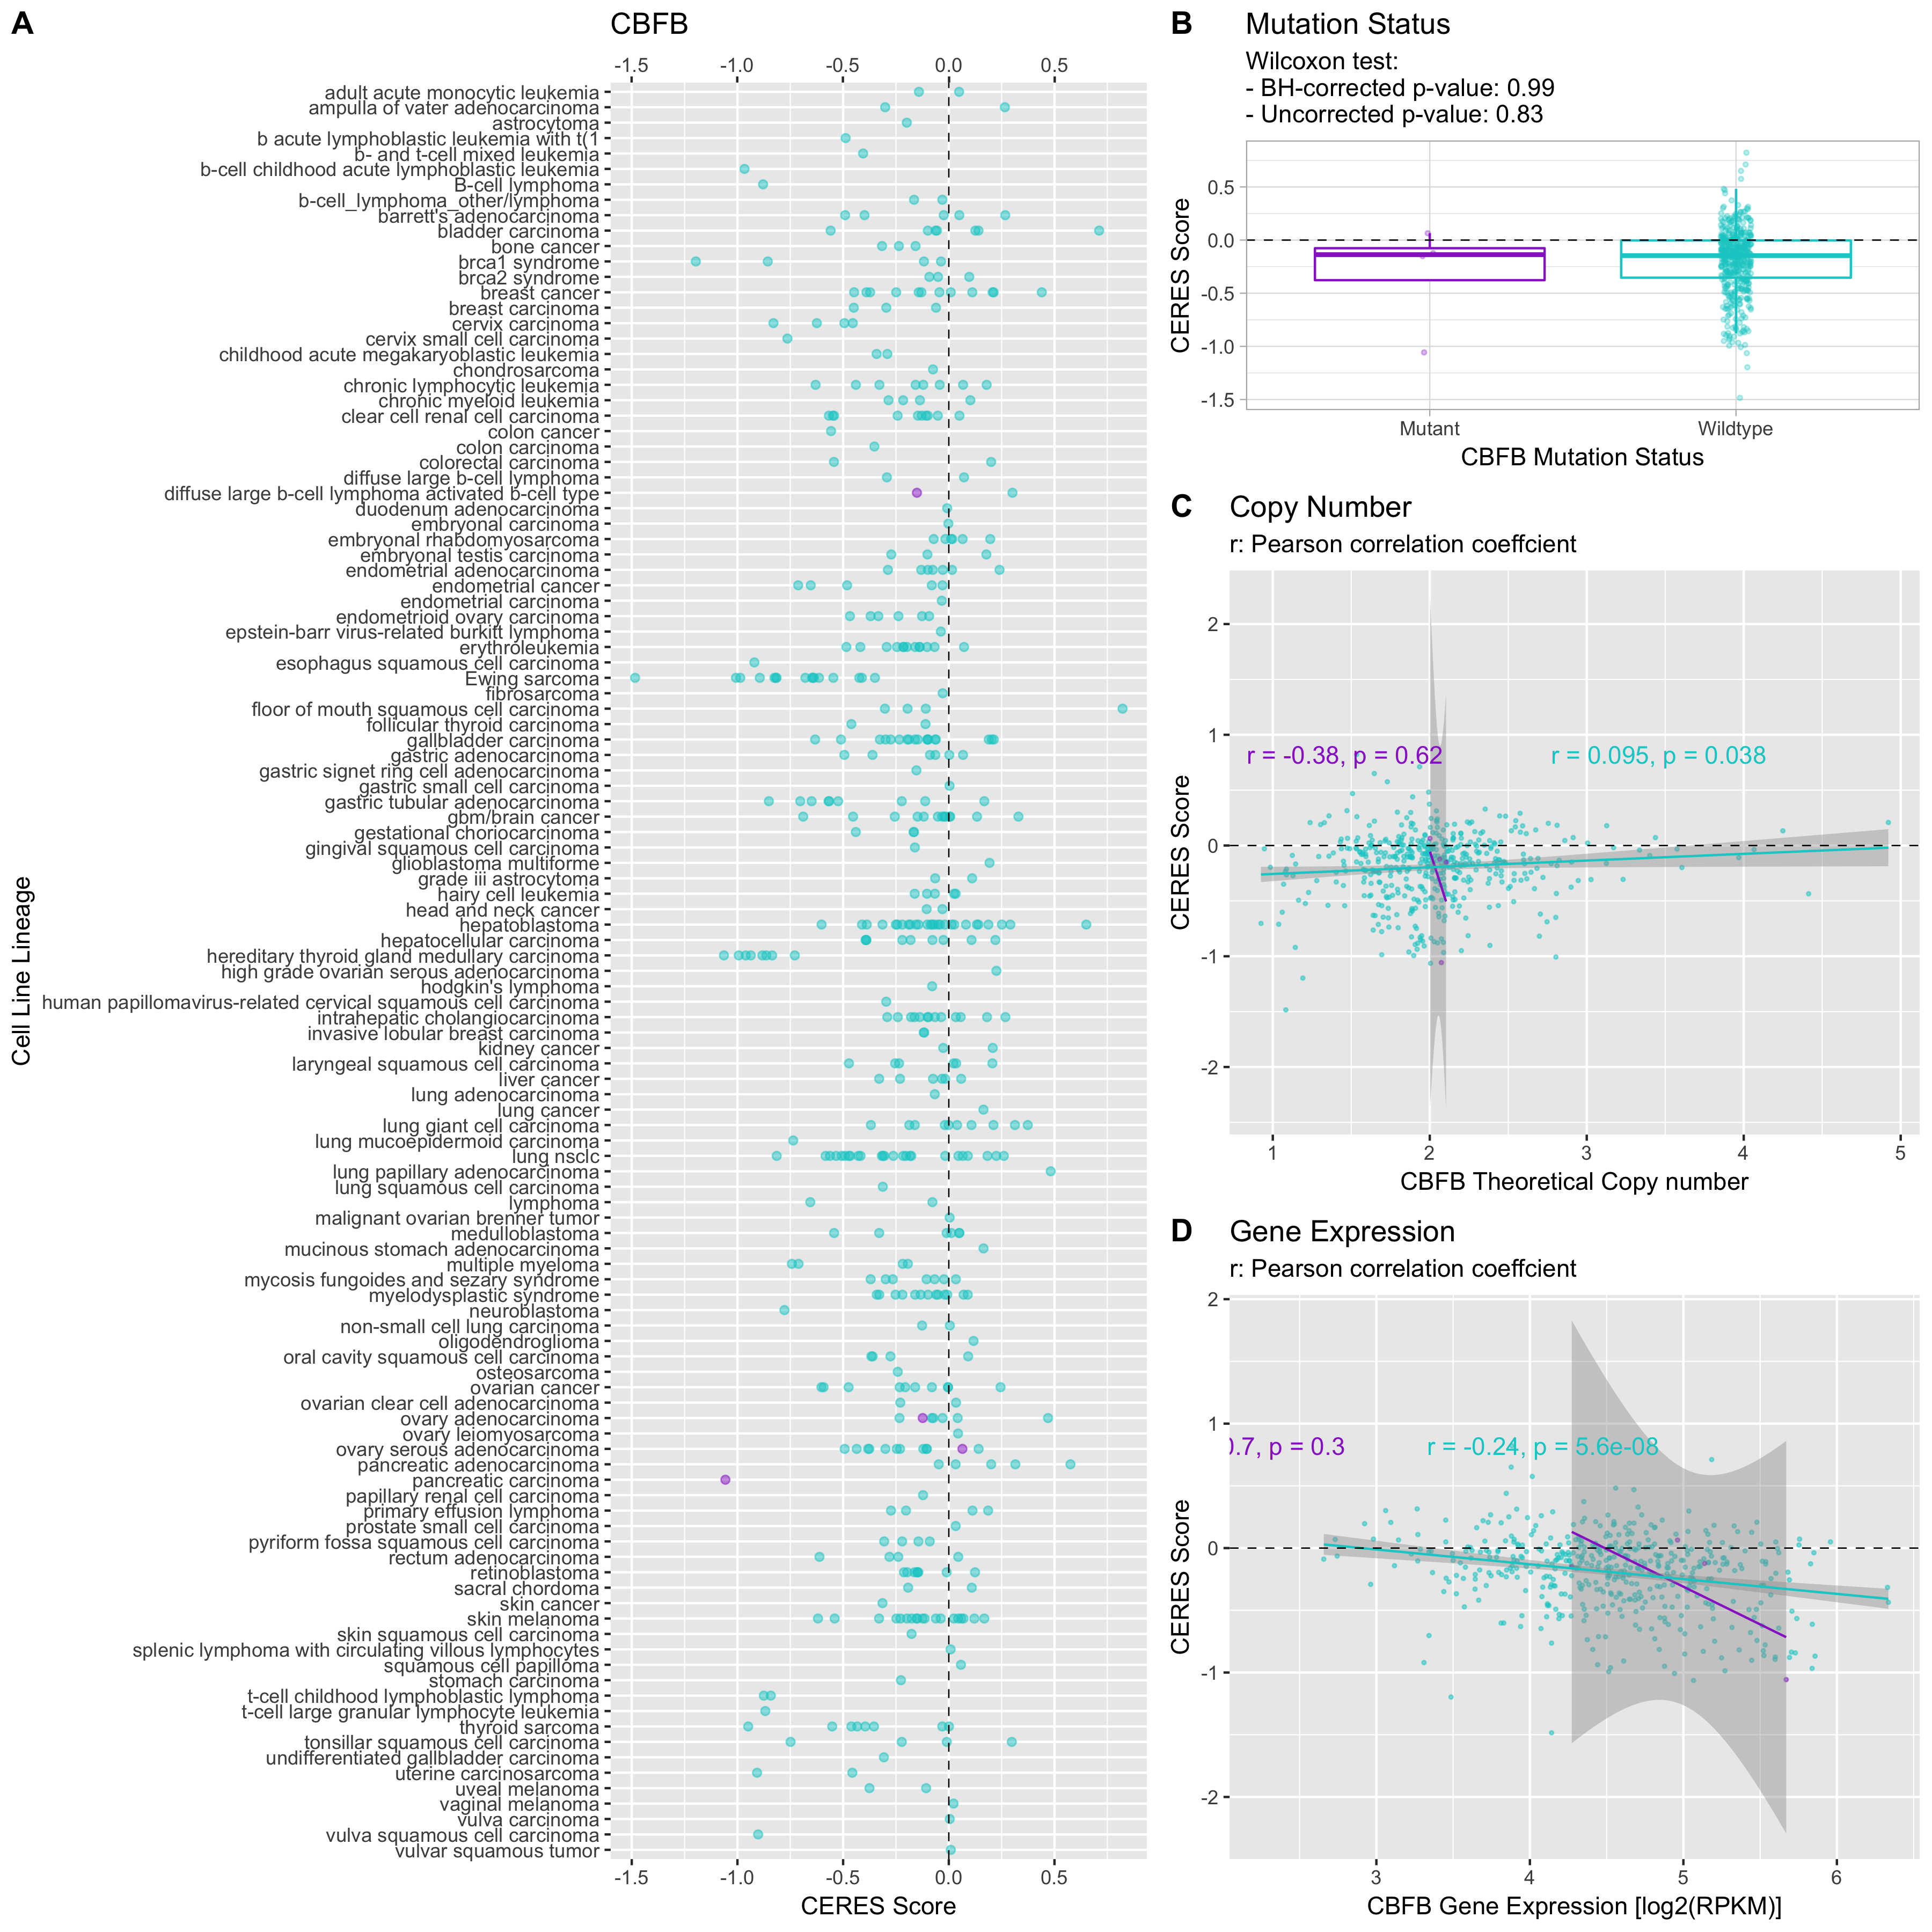 A
CBFB
-1.5 -1.0 -0.5 0.0 0.5
Cell Line Lineage
adult acute monocytic leukemia
ampulla of vater adenocarcinoma
astrocytoma
b acute lymphoblastic leukemia with t(1
b- and t-cell mixed leukemia
b-cell childhood acute lymphoblastic leukemia
B-cell lymphoma
b-cell_lymphoma_other/lymphoma
barrett's adenocarcinoma
bladder carcinoma
bone cancer
brca1 syndrome
brca2 syndrome
breast cancer
breast carcinoma
cervix carcinoma
cervix small cell carcinoma
childhood acute megakaryoblastic leukemia
chondrosarcoma
chronic lymphocytic leukemia
chronic myeloid leukemia
clear cell renal cell carcinoma
colon cancer
colon carcinoma
colorectal carcinoma
diffuse large b-cell lymphoma
diffuse large b-cell lymphoma activated b-cell type
duodenum adenocarcinoma
embryonal carcinoma
embryonal rhabdomyosarcoma
embryonal testis carcinoma
endometrial adenocarcinoma
endometrial cancer
endometrial carcinoma
endometrioid ovary carcinoma
epstein-barr virus-related burkitt lymphoma
erythroleukemia
esophagus squamous cell carcinoma
Ewing sarcoma
fibrosarcoma
floor of mouth squamous cell carcinoma
follicular thyroid carcinoma
gallbladder carcinoma
gastric adenocarcinoma
gastric signet ring cell adenocarcinoma
gastric small cell carcinoma
gastric tubular adenocarcinoma
gbm/brain cancer
gestational choriocarcinoma
gingival squamous cell carcinoma
glioblastoma multiforme
grade iii astrocytoma
hairy cell leukemia
head and neck cancer
hepatoblastoma
hepatocellular carcinoma
hereditary thyroid gland medullary carcinoma
high grade ovarian serous adenocarcinoma
hodgkin's lymphoma
human papillomavirus-related cervical squamous cell carcinoma
intrahepatic cholangiocarcinoma
invasive lobular breast carcinoma
kidney cancer
laryngeal squamous cell carcinoma
liver cancer
lung adenocarcinoma
lung cancer
lung giant cell carcinoma
lung mucoepidermoid carcinoma
lung nsclc
lung papillary adenocarcinoma
lung squamous cell carcinoma
lymphoma
malignant ovarian brenner tumor
medulloblastoma
mucinous stomach adenocarcinoma
multiple myeloma
mycosis fungoides and sezary syndrome
myelodysplastic syndrome
neuroblastoma
non-small cell lung carcinoma
oligodendroglioma
oral cavity squamous cell carcinoma
osteosarcoma
ovarian cancer
ovarian clear cell adenocarcinoma
ovary adenocarcinoma
ovary leiomyosarcoma
ovary serous adenocarcinoma
pancreatic adenocarcinoma
pancreatic carcinoma
papillary renal cell carcinoma
primary effusion lymphoma
prostate small cell carcinoma
pyriform fossa squamous cell carcinoma
rectum adenocarcinoma
retinoblastoma
sacral chordoma
skin cancer
skin melanoma
skin squamous cell carcinoma
splenic lymphoma with circulating villous lymphocytes
squamous cell papilloma
stomach carcinoma
t-cell childhood lymphoblastic lymphoma
t-cell large granular lymphocyte leukemia
thyroid sarcoma
tonsillar squamous cell carcinoma
undifferentiated gallbladder carcinoma
uterine carcinosarcoma
uveal melanoma
vaginal melanoma
vulva carcinoma
vulva squamous cell carcinoma
vulvar squamous tumor
-1.5 -1.0 -0.5 0.0 0.5
CERES Score
B
Mutation Status
Wilcoxon test:
- BH-corrected p-value: 0.99
- Uncorrected p-value: 0.83
CERES Score
0.5
0.0
-0.5
-1.0
-1.5
Mutant Wildtype
CBFB Mutation Status
C
Copy Number
r: Pearson correlation coeffcient
CERES Score
2
1
0
-1
-2
r = -0.38, p = 0.62 r = 0.095, p = 0.038
1 2 3 4 5
CBFB Theoretical Copy number
D
Gene Expression
r: Pearson correlation coeffcient
CERES Score
2
1
0
-1
-2
0.7, p = 0.3 r = -0.24, p = 5.6e-08
3 4 5 6
CBFB Gene Expression [log2(RPKM)]